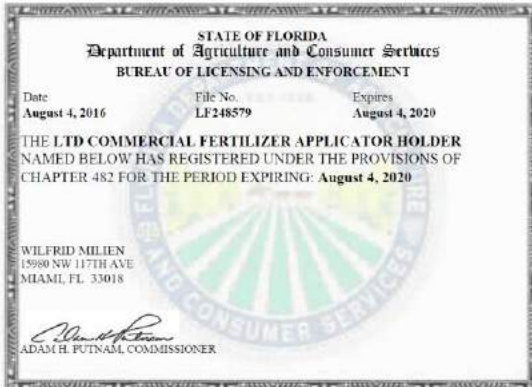 STATE OF FLORIDA
Department of Agriculture and Consumer Services
BUREAU OF LICENSING AND ENFORCEMENT
Date File No. Expires
August 4, 2016 LF248579 August 4, 2020
THE LTD COMMERCIAL FERTILIZER APPLICATOR HOLDER
NAMED BELOW HAS REGISTERED UNDER THE PROVISIONS OF
CHAPTER 482 FOR THE PERIOD EXPIRING: August 4, 2020
WILFRID MILIEN
15980 NW 117TH AVE
MIAMI, FL 33018
ADAM H. PUTNAM, COMMISSIONER